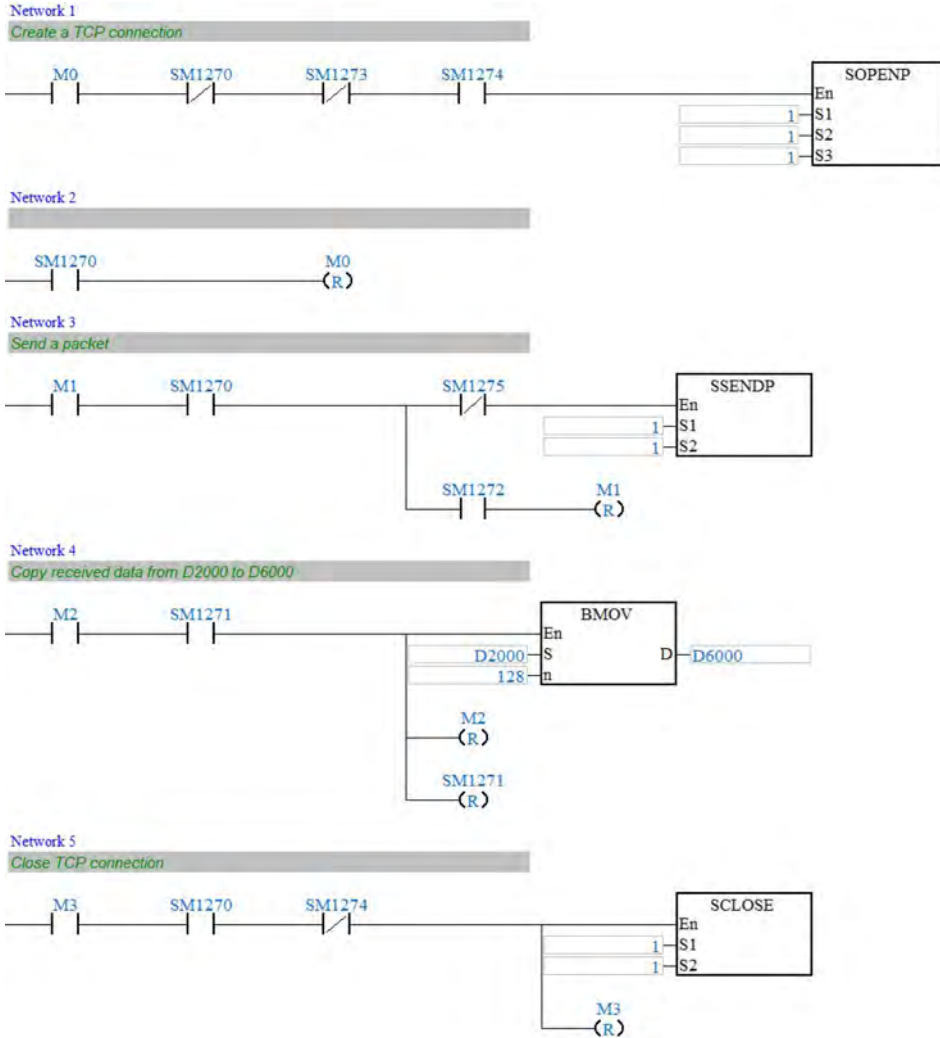 Network 1
Create a TCP connection
M0 SM1270 SM1273 SM1274 SOPENP
En
1 S1
1 S2
1 S3
Network 2
SM1270 M0
R
Network 3
Send a packet
M1 SM1270 SM1275 SSENDP
En
1 S1
1 S2
SM1272 M1
R
Network 4
Copy received data from D2000 to D6000
M2 SM1271 BMOV
En
D2000 S D D6000
128 n
M2
R
SM1271
R
Network 5
Close TCP connection
M3 SM1270 SM1274 SCLOSE
En
1 S1
1 S2
M3
R